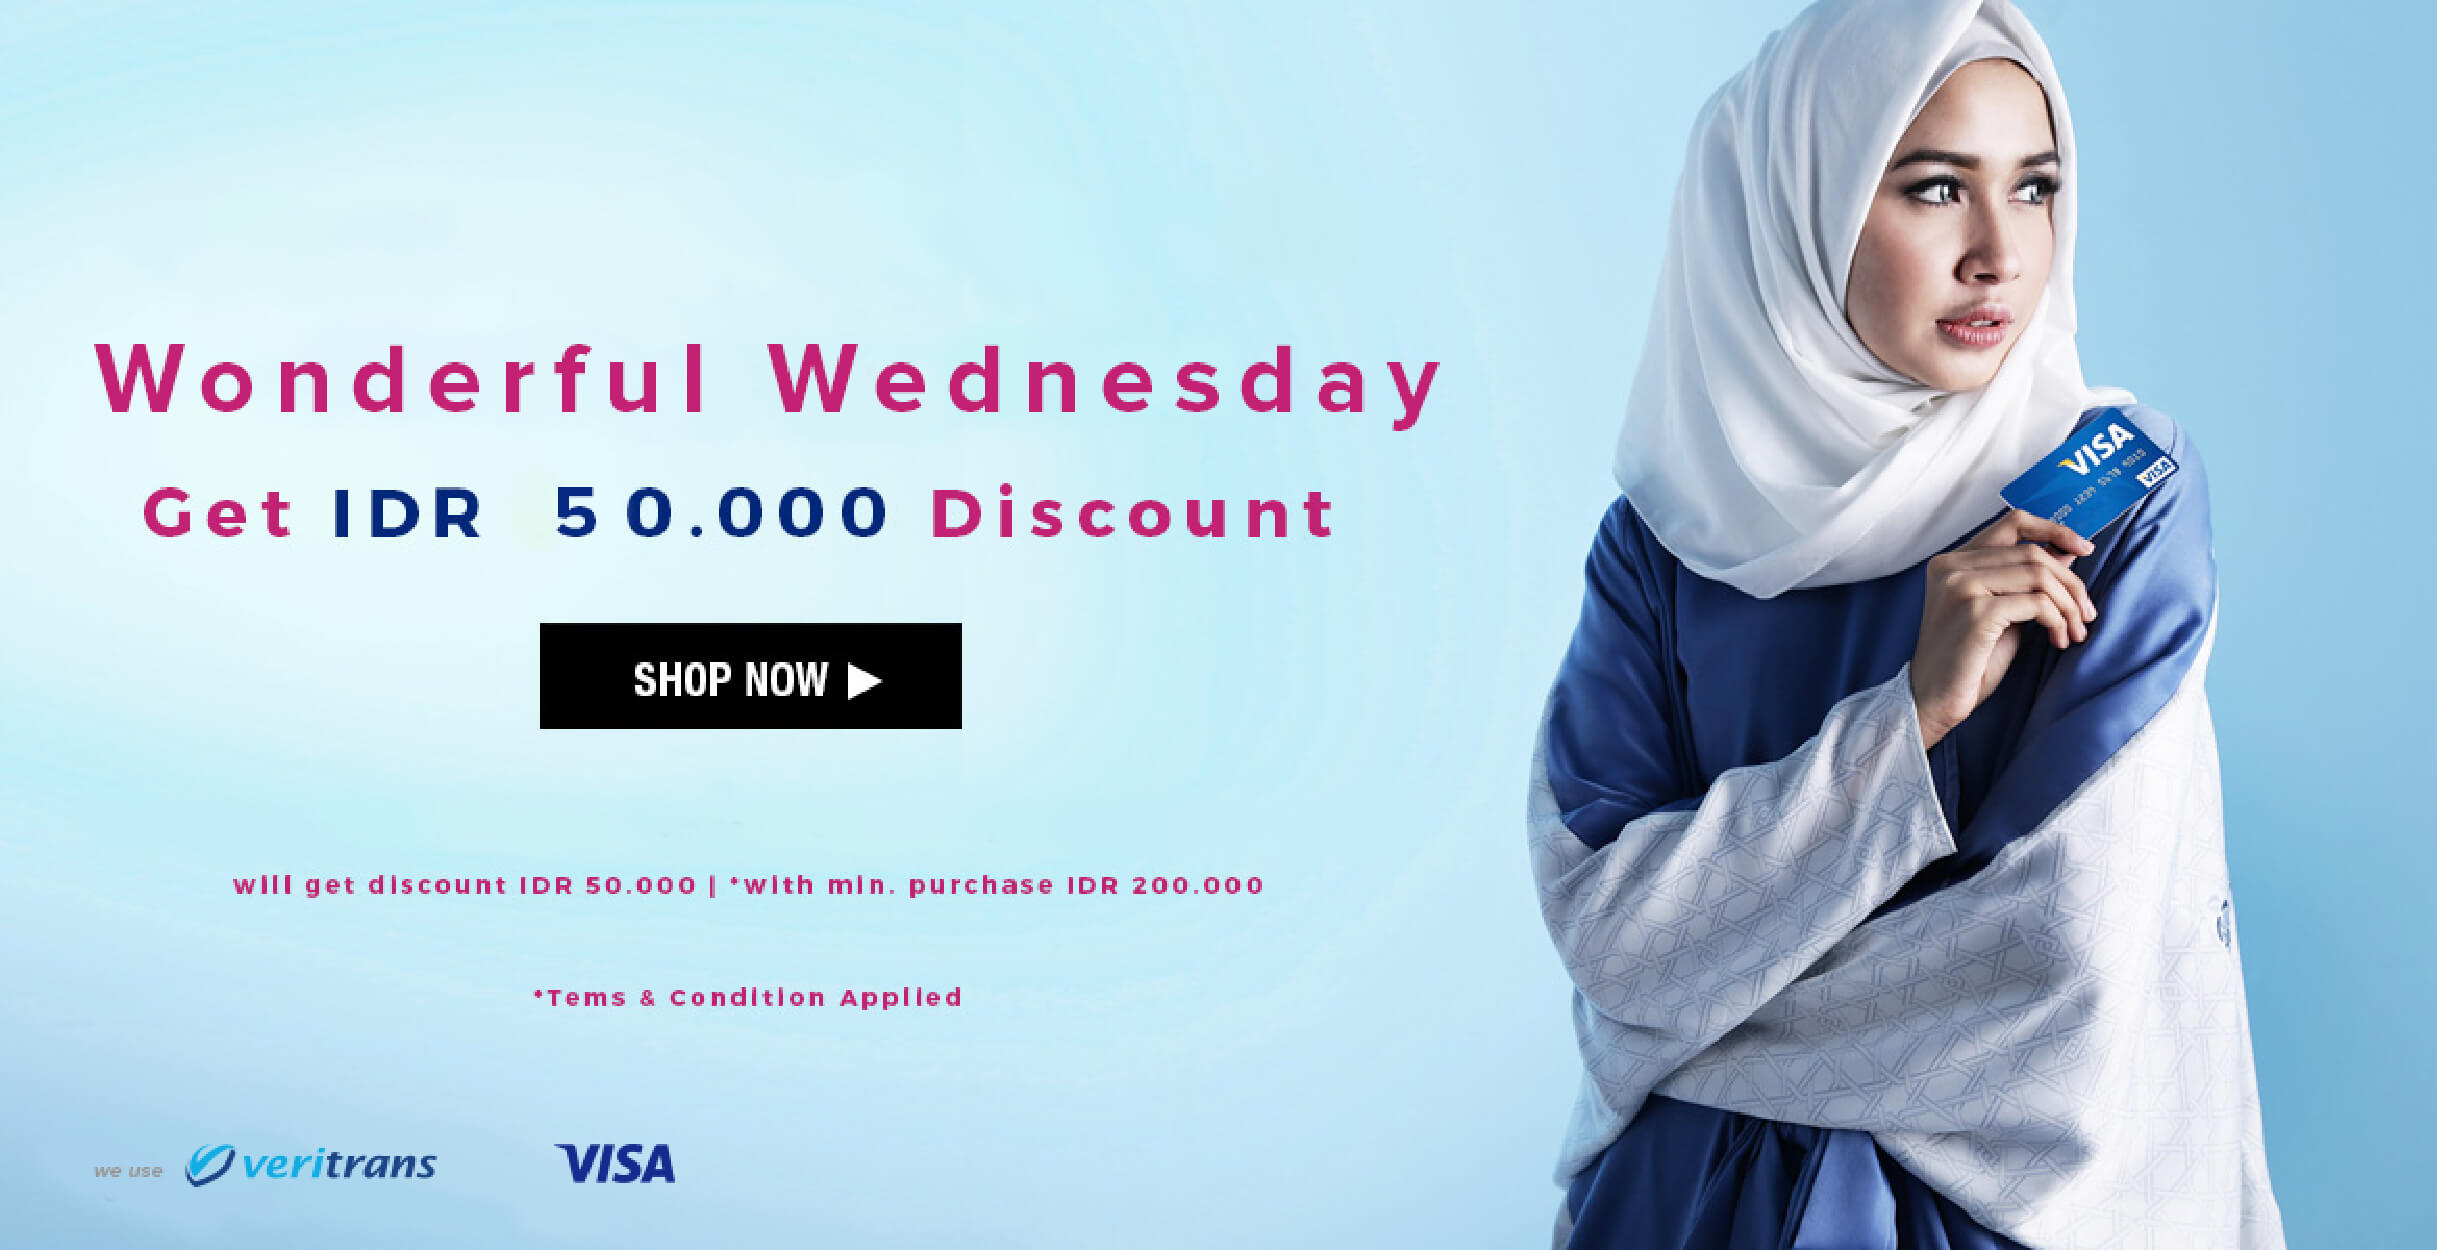 Wonderful Wednesday
Get IDR 50.000 Discount
SHOP NOW ▶
will get discount IDR 50.000 | *with min. purchase IDR 200.000
*Tems & Condition Applied
we use veritrans VISA
VISA
VISA